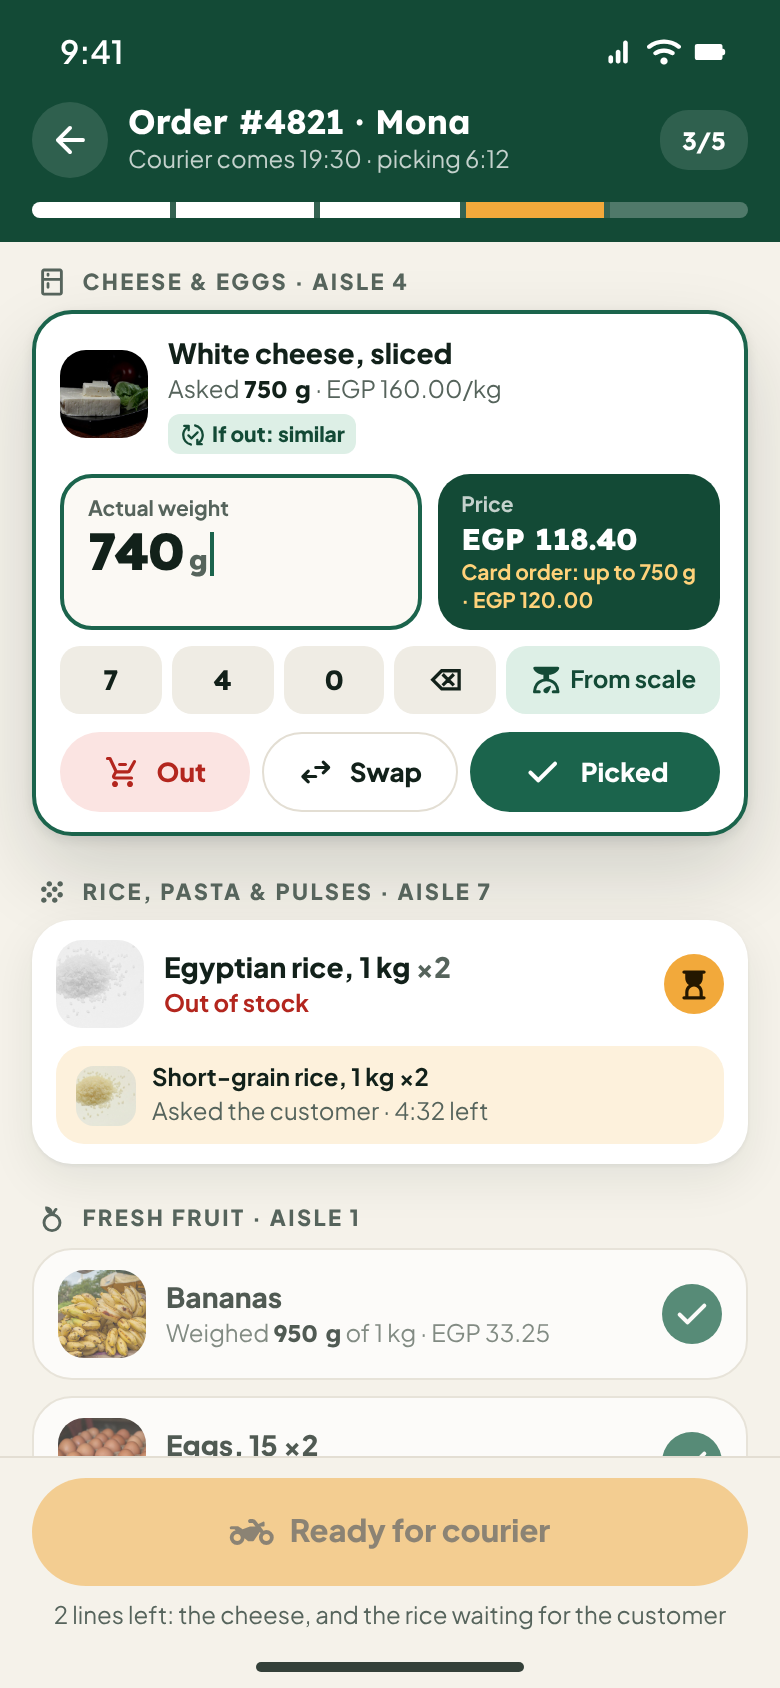 9:41
Order #4821 · Mona
Courier comes 19:30 · picking 6:12
3/5
CHEESE & EGGS · AISLE 4
White cheese, sliced
Asked 750 g · EGP 160.00/kg
If out: similar
Actual weight
740 g
Price
EGP 118.40
Card order: up to 750 g
· EGP 120.00
7
4
0
From scale
Out
Swap
Picked
RICE, PASTA & PULSES · AISLE 7
Egyptian rice, 1 kg ×2
Out of stock
Short-grain rice, 1 kg ×2
Asked the customer · 4:32 left
FRESH FRUIT · AISLE 1
Bananas
Weighed 950 g of 1 kg · EGP 33.25
Eggs, 15 ×2
Ready for courier
2 lines left: the cheese, and the rice waiting for the customer